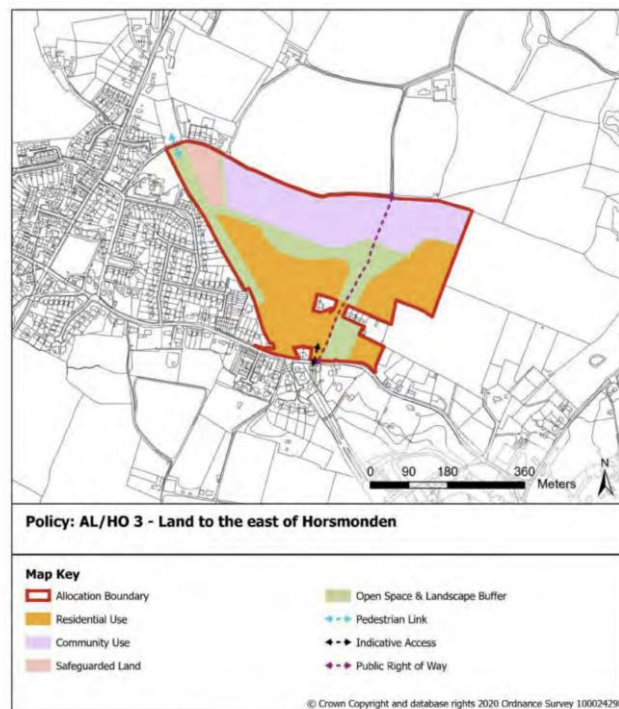 N
0 90 180 360
Meters
Policy: AL/HO 3 - Land to the east of Horsmonden
Map Key
Allocation Boundary
Residential Use
Community Use
Safeguarded Land
Open Space & Landscape Buffer
Pedestrian Link
Indicative Access
Public Right of Way
© Crown Copyright and database rights 2020 Ordnance Survey 10002429